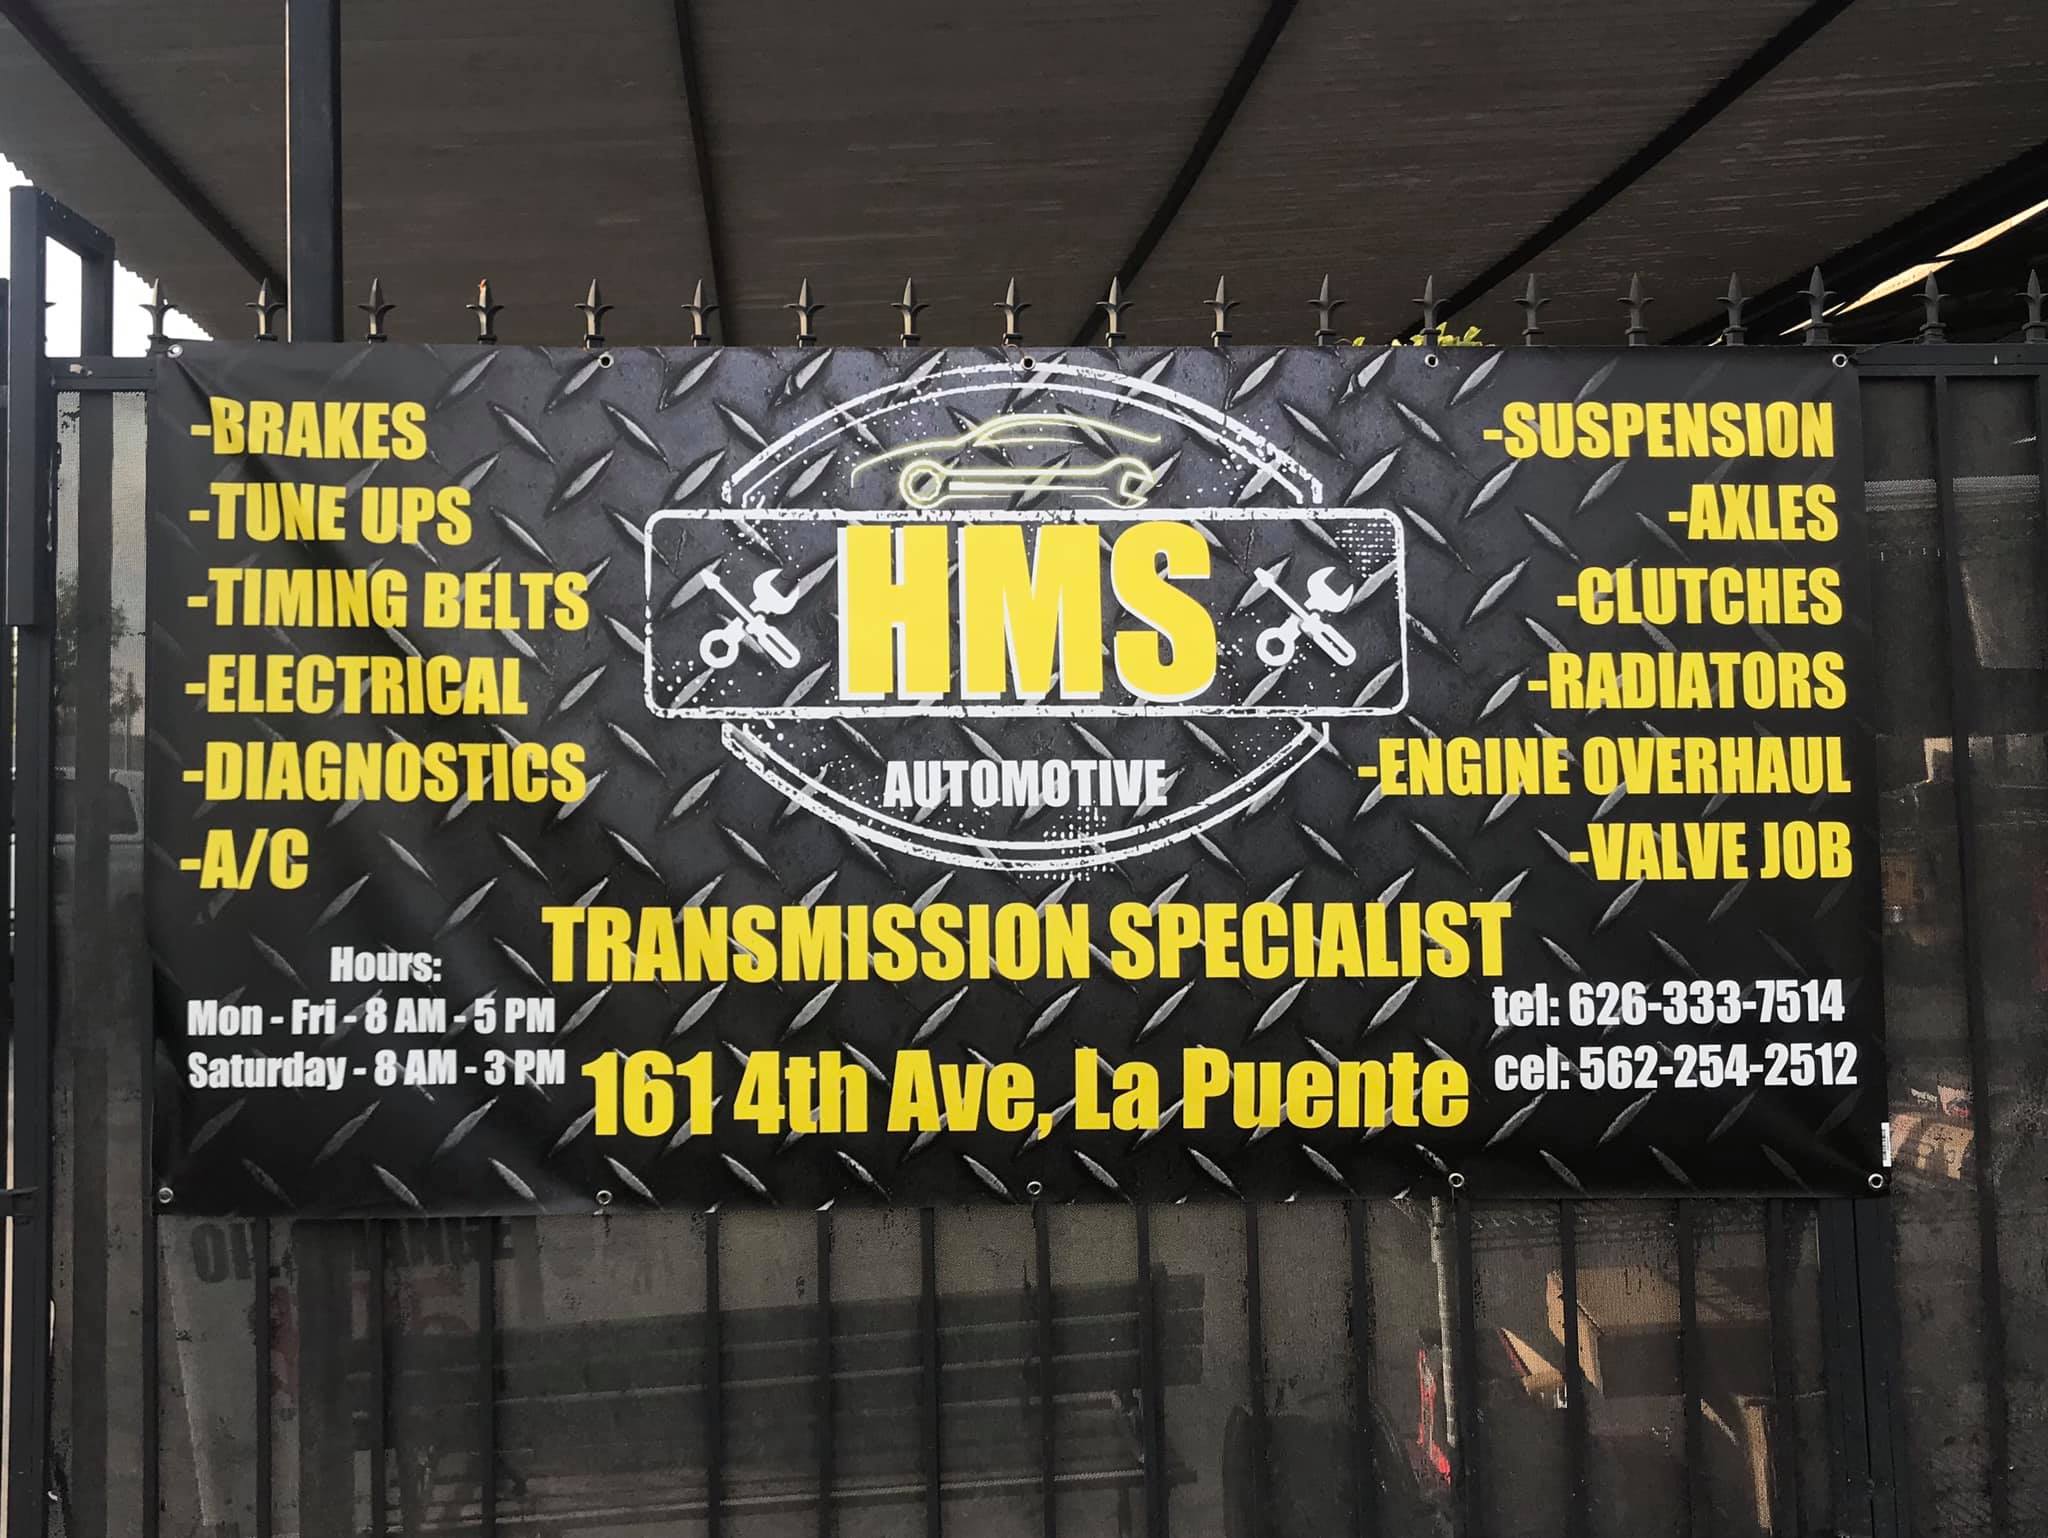 -BRAKES
-TUNE UPS
-TIMING BELTS
-ELECTRICAL
-DIAGNOSTICS
-A/C
HMS
AUTOMOTIVE
-SUSPENSION
-AXLES
-CLUTCHES
-RADIATORS
-ENGINE OVERHAUL
-VALVE JOB
TRANSMISSION SPECIALIST
Hours:
Mon - Fri - 8 AM - 5 PM
Saturday - 8 AM - 3 PM
161 4th Ave, La Puente
tel: 626-333-7514
cel: 562-254-2512